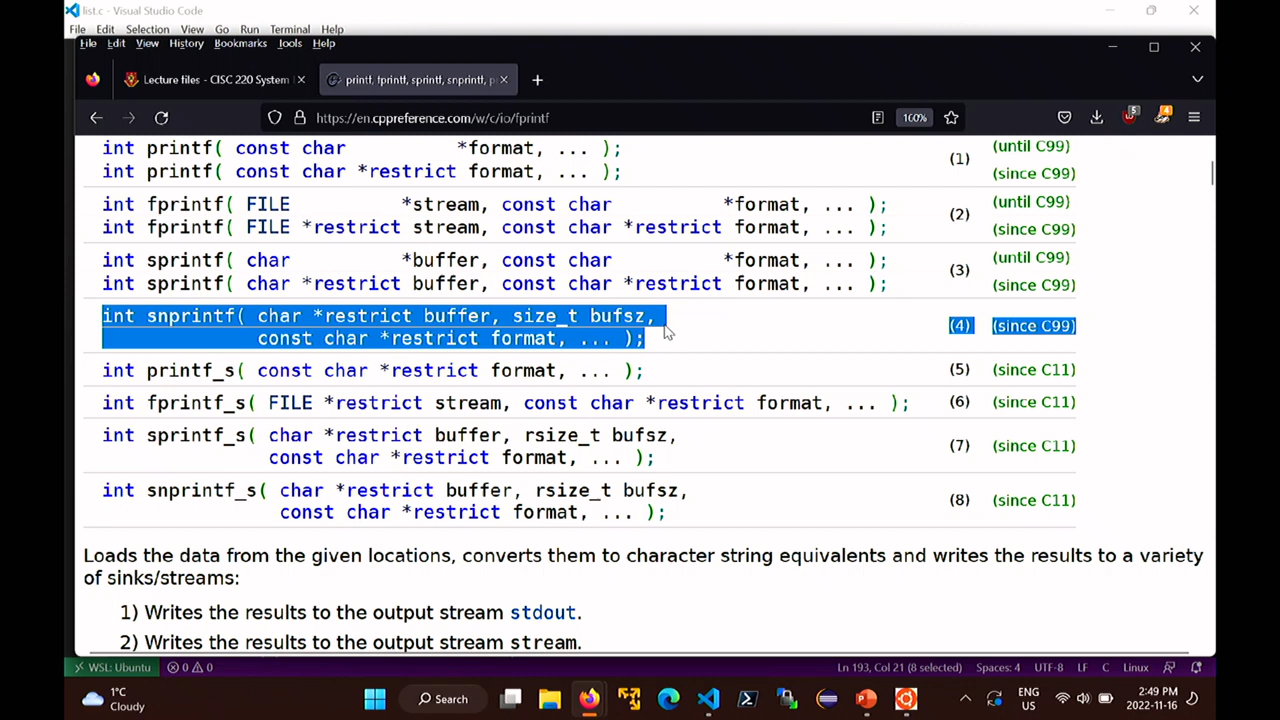 list.c - Visual Studio Code
File Edit Selection View Go Run Terminal Help
File Edit View History Bookmarks Tools Help
Lecture files - CISC 220 System
printf, fprintf, sprintf, snprintf, p
https://en.cppreference.com/w/c/io/fprintf 100% 5 4
int printf( const char *format, ... ); (until C99)
(1)
int printf( const char *restrict format, ... ); (since C99)
int fprintf( FILE *stream, const char *format, ... ); (until C99)
(2)
int fprintf( FILE *restrict stream, const char *restrict format, ... ); (since C99)
int sprintf( char *buffer, const char *format, ... ); (until C99)
(3)
int sprintf( char *restrict buffer, const char *restrict format, ... ); (since C99)
int snprintf( char *restrict buffer, size_t bufsz,
(4) (since C99)
const char *restrict format, ... );
int printf_s( const char *restrict format, ... ); (5) (since C11)
int fprintf_s( FILE *restrict stream, const char *restrict format, ... ); (6) (since C11)
int sprintf_s( char *restrict buffer, rsize_t bufsz,
(7) (since C11)
const char *restrict format, ... );
int snprintf_s( char *restrict buffer, rsize_t bufsz,
(8) (since C11)
const char *restrict format, ... );
Loads the data from the given locations, converts them to character string equivalents and writes the results to a variety
of sinks/streams:
1) Writes the results to the output stream stdout.
2) Writes the results to the output stream stream.
WSL: Ubuntu 0 0 Ln 193, Col 21 (8 selected) Spaces: 4 UTF-8 LF C Linux
1°C
Cloudy
Search
ENG
US
2:49 PM
2022-11-16